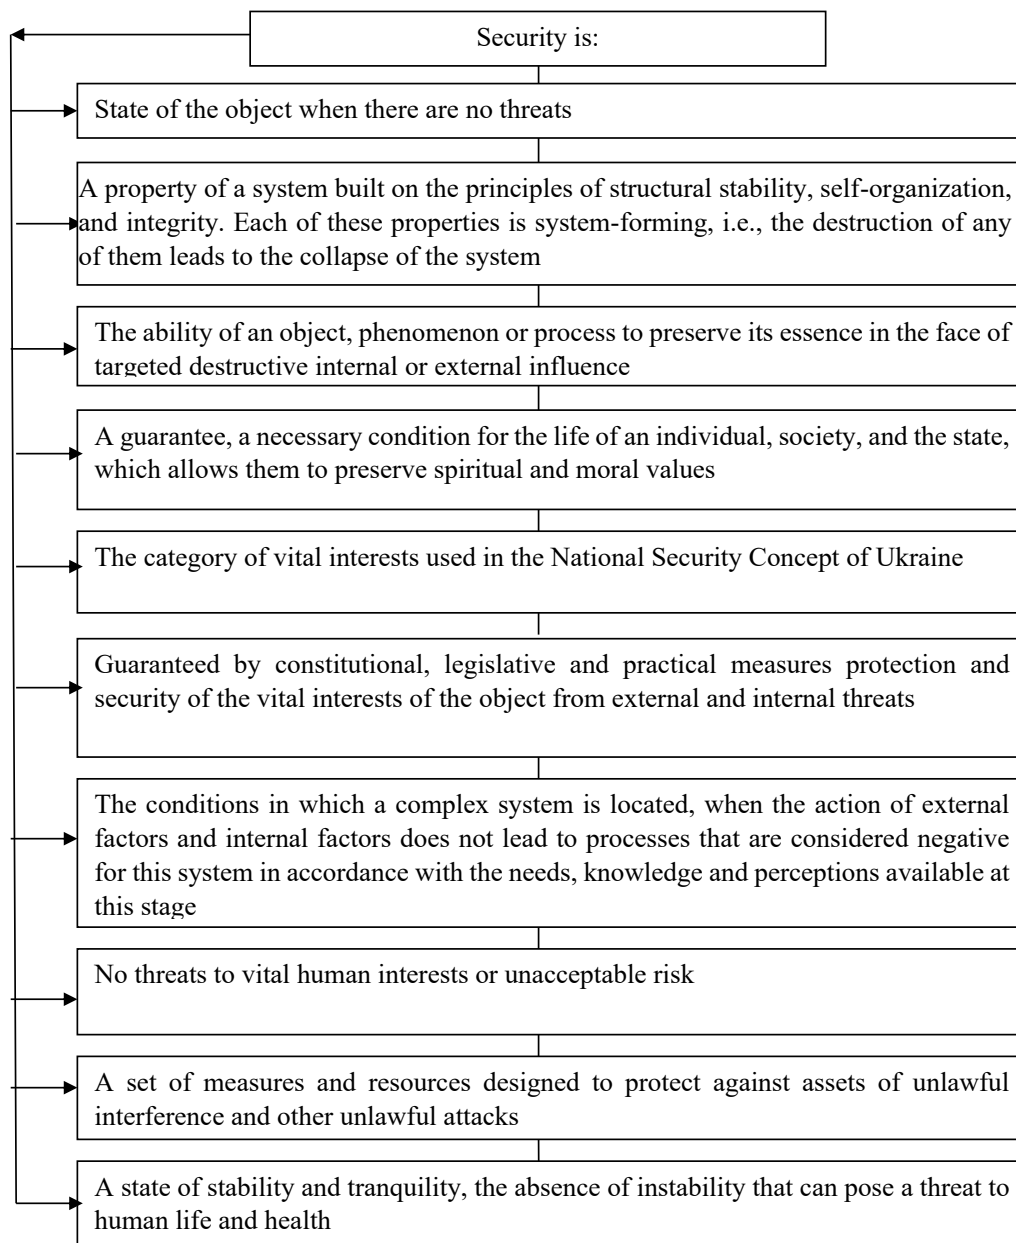 Security is:
State of the object when there are no threats
A property of a system built on the principles of structural stability, self-organization,
and integrity. Each of these properties is system-forming, i.e., the destruction of any
of them leads to the collapse of the system
The ability of an object, phenomenon or process to preserve its essence in the face of
targeted destructive internal or external influence
A guarantee, a necessary condition for the life of an individual, society, and the state,
which allows them to preserve spiritual and moral values
The category of vital interests used in the National Security Concept of Ukraine
Guaranteed by constitutional, legislative and practical measures protection and
security of the vital interests of the object from external and internal threats
The conditions in which a complex system is located, when the action of external
factors and internal factors does not lead to processes that are considered negative
for this system in accordance with the needs, knowledge and perceptions available at
this stage
No threats to vital human interests or unacceptable risk
A set of measures and resources designed to protect against assets of unlawful
interference and other unlawful attacks
A state of stability and tranquility, the absence of instability that can pose a threat to
human life and health